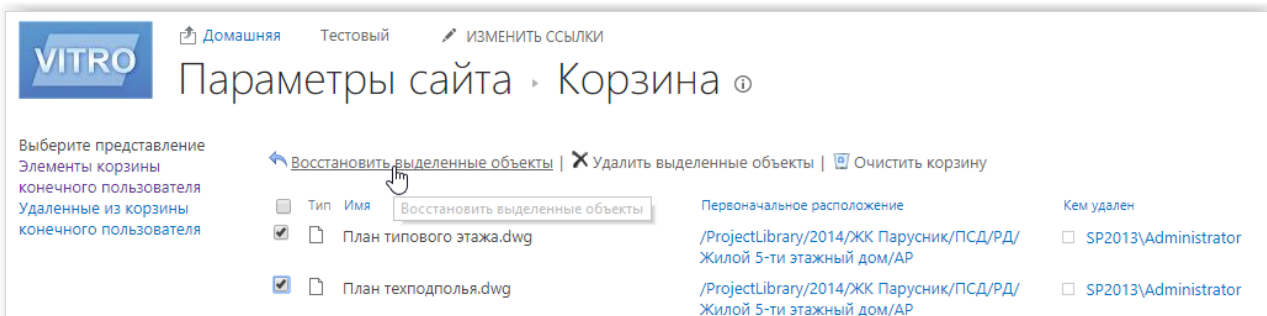 VITRO
Домашняя Тестовый ИЗМЕНИТЬ ССЫЛКИ
Параметры сайта Корзина
Выберите представление
Элементы корзины
конечного пользователя
Удаленные из корзины
конечного пользователя
Восстановить выделенные объекты | Удалить выделенные объекты | Очистить корзину
Тип Имя Первоначальное расположение Кем удален
Восстановить выделенные объекты
План типового этажа.dwg /ProjectLibrary/2014/ЖК Парусник/ПСД/РД/ SP2013\Administrator
Жилой 5-ти этажный дом/АР
План техподполья.dwg /ProjectLibrary/2014/ЖК Парусник/ПСД/РД/ SP2013\Administrator
Жилой 5-ти этажный дом/АР